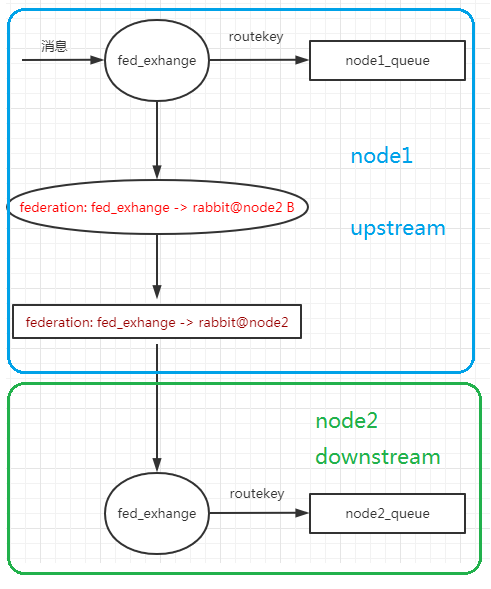 消息
fed_exhange
routekey
node1_queue
node1
federation: fed_exhange -> rabbit@node2 B
upstream
federation: fed_exhange -> rabbit@node2
node2
downstream
fed_exhange
routekey
node2_queue